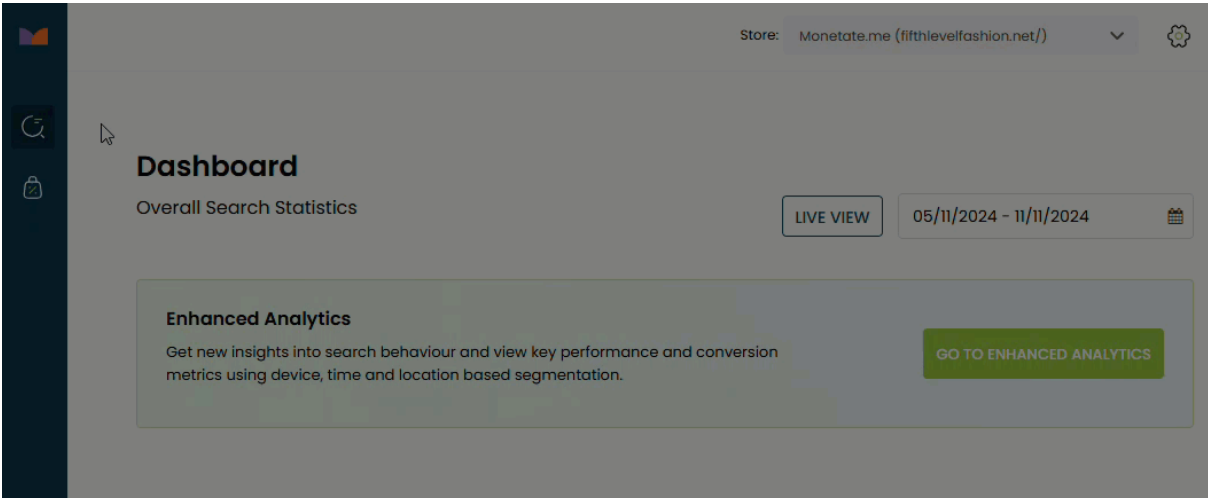 Store: Monetate.me (fifthlevelfashion.net/)
Dashboard
Overall Search Statistics
LIVE VIEW 05/11/2024 - 11/11/2024
Enhanced Analytics
Get new insights into search behaviour and view key performance and conversion
metrics using device, time and location based segmentation.
GO TO ENHANCED ANALYTICS